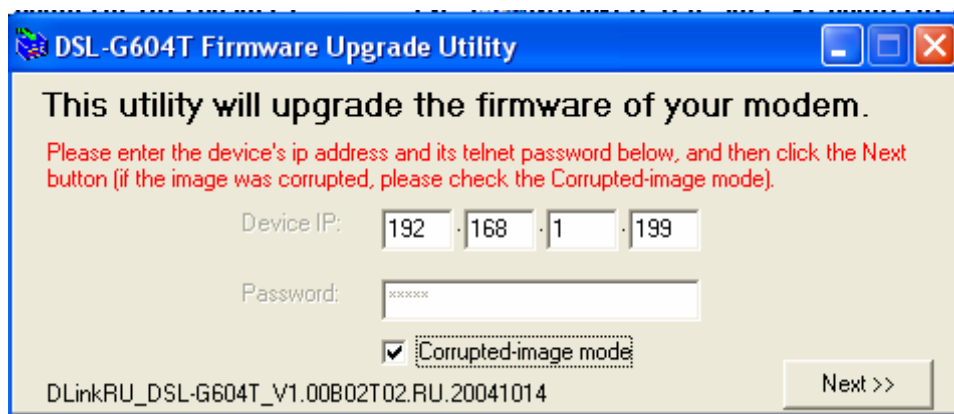 DSL-G604T Firmware Upgrade Utility
This utility will upgrade the firmware of your modem.
Please enter the device's ip address and its telnet password below, and then click the Next
button (if the image was corrupted, please check the Corrupted-image mode).
Device IP: 192 . 168 . 1 . 199
Password: xxxxx
Corrupted-image mode
DLinkRU_DSL-G604T_V1.00B02T02.RU.20041014
Next >>